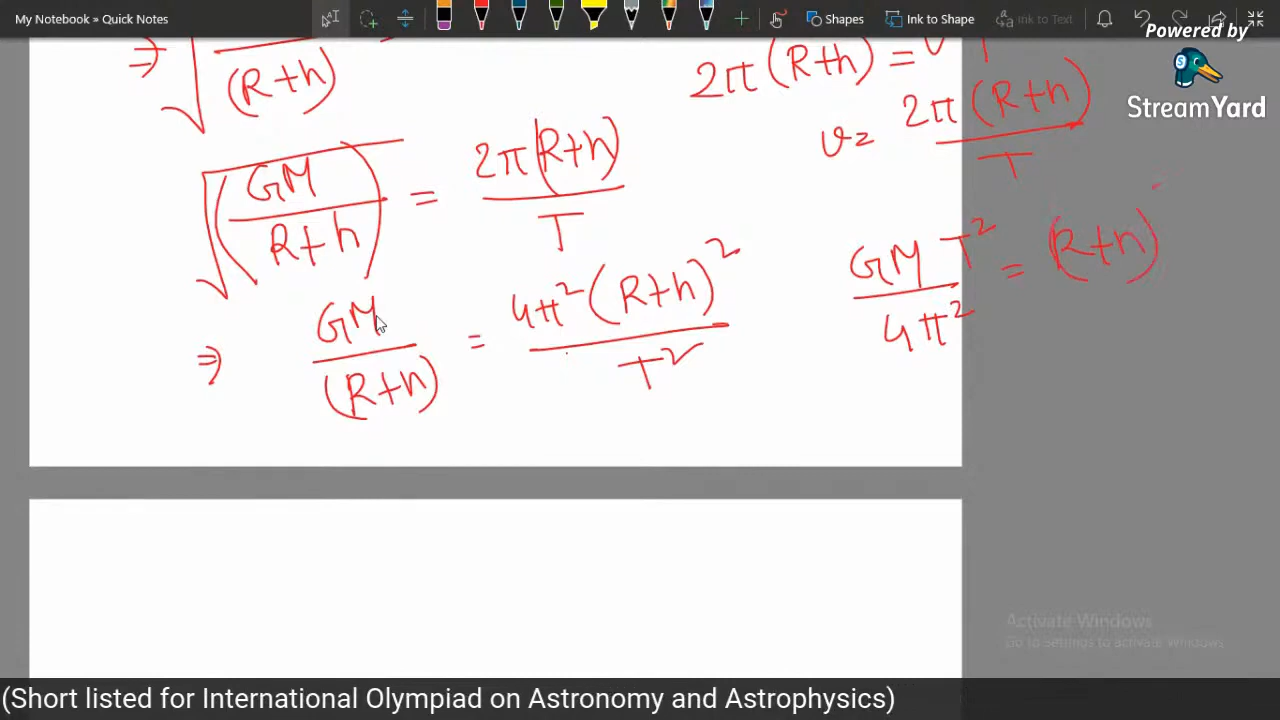 My Notebook » Quick Notes
Shapes
Ink to Shape
Ink to Text
Powered by
StreamYard
⇒ √ (R+h) =
2π(R+h) = v T
v = 2π(R+h) / T
√(GM / R+h) = 2π(R+h) / T
⇒ GM / (R+h) = 4π²(R+h)² / T²
GMT² / 4π² = (R+h)
Activate Windows
Go to Settings to activate Windows.
(Short listed for International Olympiad on Astronomy and Astrophysics)